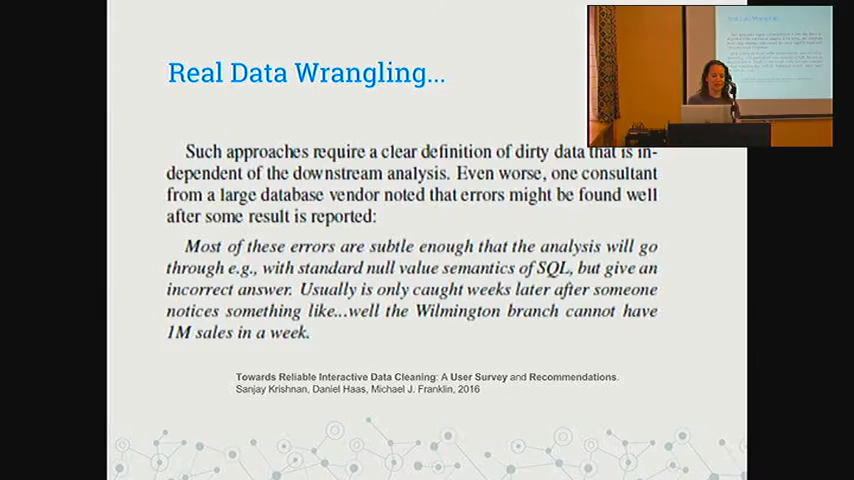 Real Data Wrangling...
Such approaches require a clear definition of dirty data that is in-
dependent of the downstream analysis. Even worse, one consultant
from a large database vendor noted that errors might be found well
after some result is reported:
Most of these errors are subtle enough that the analysis will go
through e.g., with standard null value semantics of SQL, but give an
incorrect answer. Usually is only caught weeks later after someone
notices something like...well the Wilmington branch cannot have
1M sales in a week.
Towards Reliable Interactive Data Cleaning: A User Survey and Recommendations.
Sanjay Krishnan, Daniel Haas, Michael J. Franklin, 2016